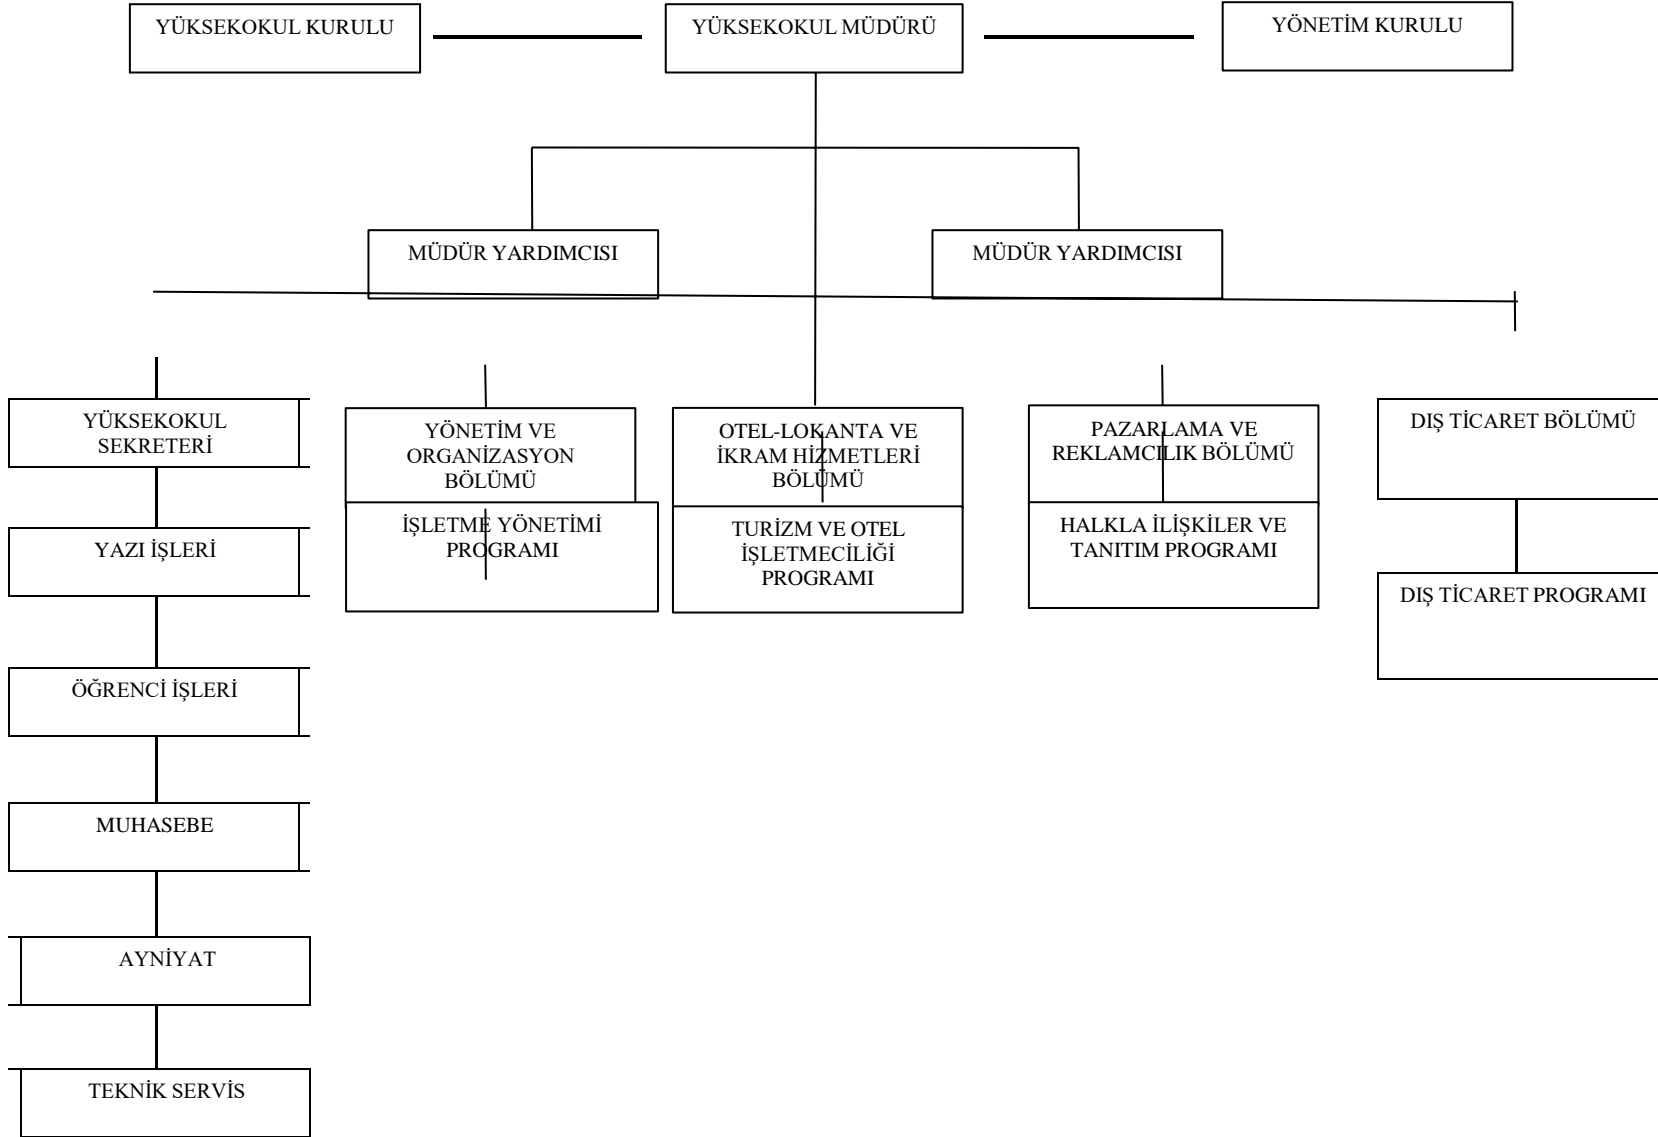 YÜKSEKOKUL KURULU
YÜKSEKOKUL MÜDÜRÜ
YÖNETİM KURULU
MÜDÜR YARDIMCISI
MÜDÜR YARDIMCISI
YÜKSEKOKUL
SEKRETERİ
YÖNETİM VE
ORGANİZASYON
BÖLÜMÜ
OTEL-LOKANTA VE
İKRAM HİZMETLERİ
BÖLÜMÜ
PAZARLAMA VE
REKLAMCILIK BÖLÜMÜ
DIŞ TİCARET BÖLÜMÜ
İŞLETME YÖNETİMİ
PROGRAMI
TURİZM VE OTEL
İŞLETMECİLİĞİ
PROGRAMI
HALKLA İLİŞKİLER VE
TANITIM PROGRAMI
DIŞ TİCARET PROGRAMI
YAZI İŞLERİ
ÖĞRENCİ İŞLERİ
MUHASEBE
AYNİYAT
TEKNİK SERVİS